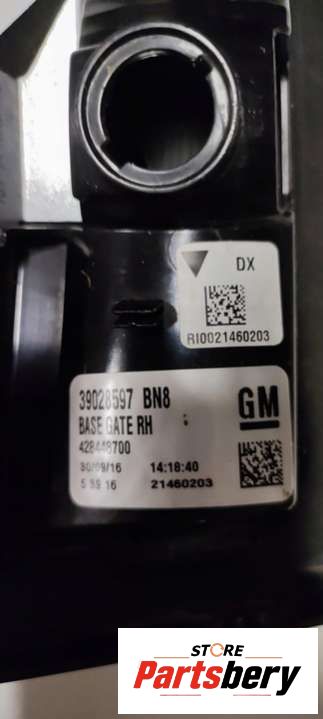 DX
RI0021460203
39028597 BN8
GM
BASE GATE RH
428448700
30/09/16 14:18:40
5 39 16 21460203
STORE
Partsbery